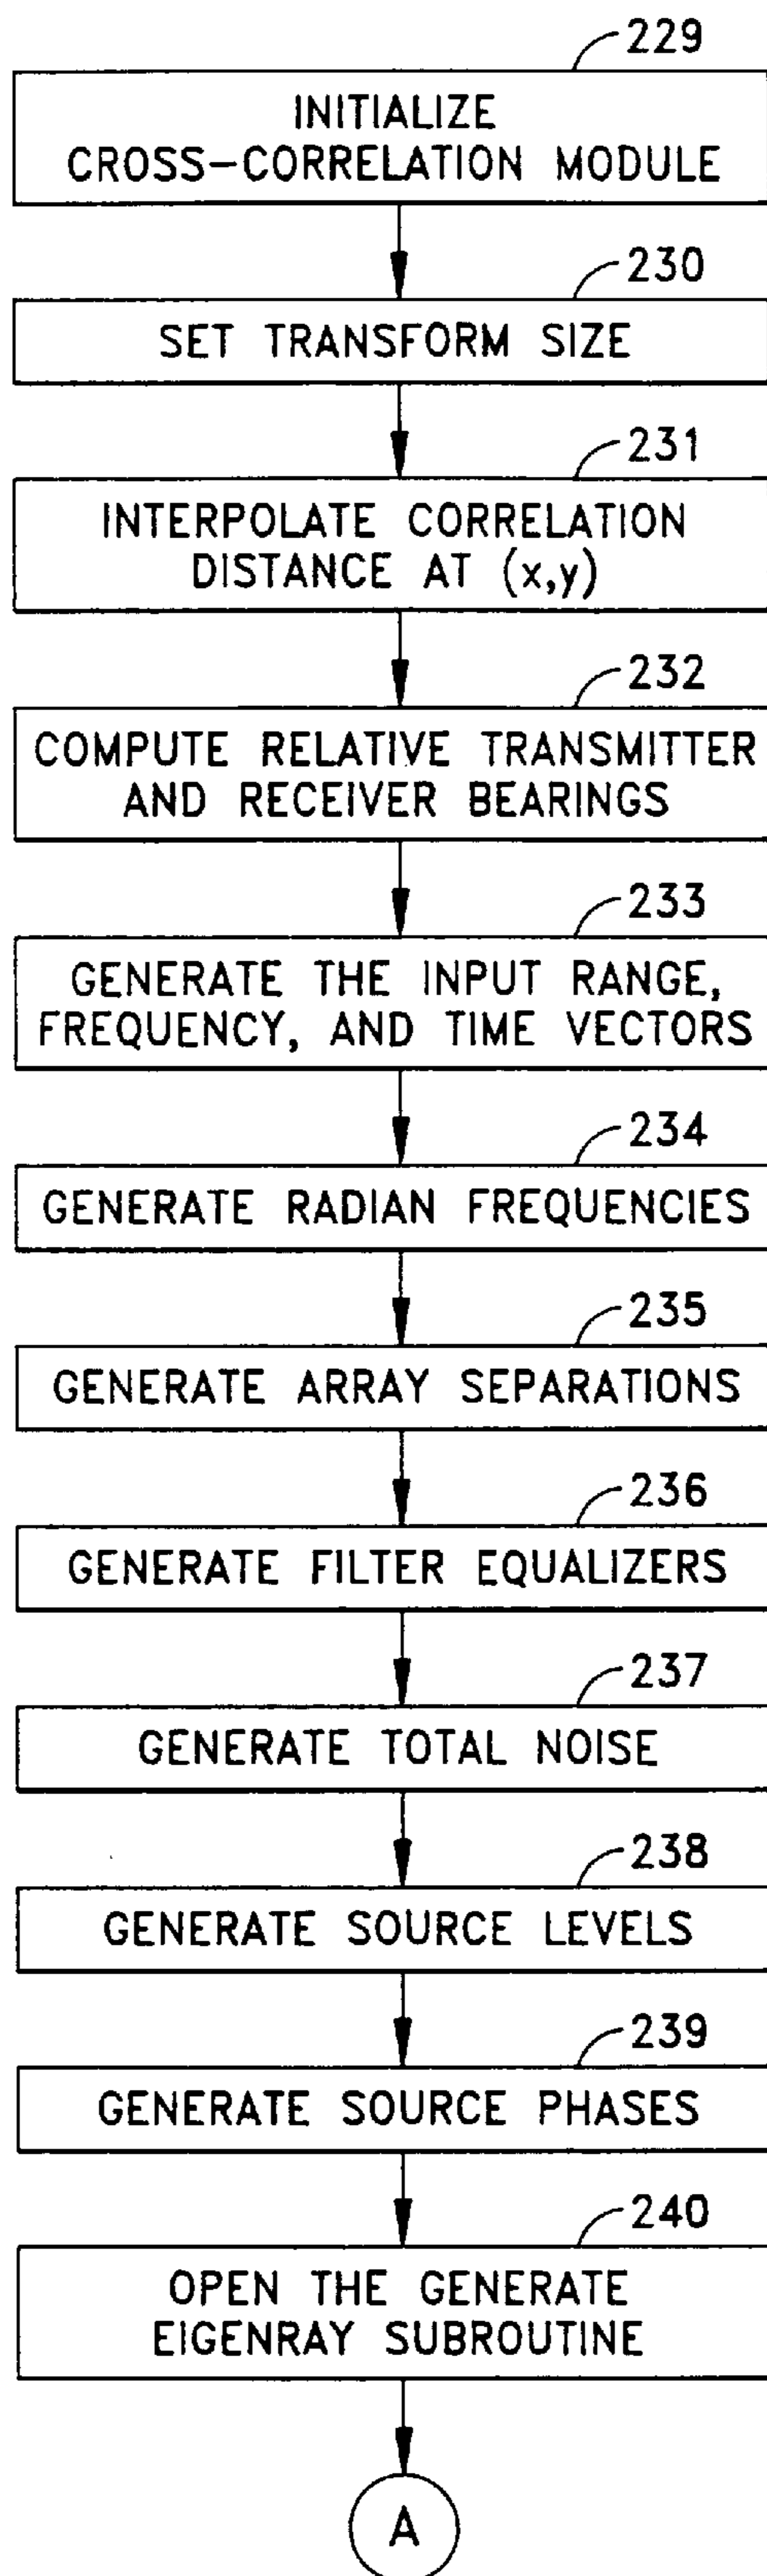 229
INITIALIZE
CROSS-CORRELATION MODULE
230
SET TRANSFORM SIZE
231
INTERPOLATE CORRELATION
DISTANCE AT (x,y)
232
COMPUTE RELATIVE TRANSMITTER
AND RECEIVER BEARINGS
233
GENERATE THE INPUT RANGE,
FREQUENCY, AND TIME VECTORS
234
GENERATE RADIAN FREQUENCIES
235
GENERATE ARRAY SEPARATIONS
236
GENERATE FILTER EQUALIZERS
237
GENERATE TOTAL NOISE
238
GENERATE SOURCE LEVELS
239
GENERATE SOURCE PHASES
240
OPEN THE GENERATE
EIGENRAY SUBROUTINE
A